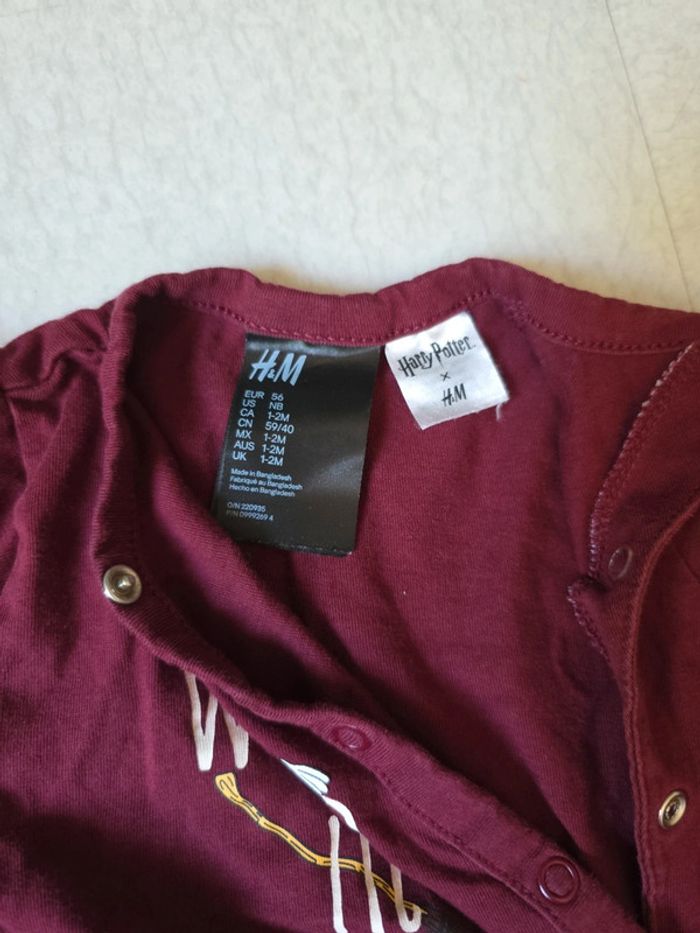 H&M
EUR 56
US NB
CA 1-2M
CN 59/40
MX 1-2M
AUS 1-2M
UK 1-2M
Made in Bangladesh
Fabriqué au Bangladesh
Hecho en Bangladesh
O/N 220935
P/N 0999269 4
Harry Potter
x
H&M